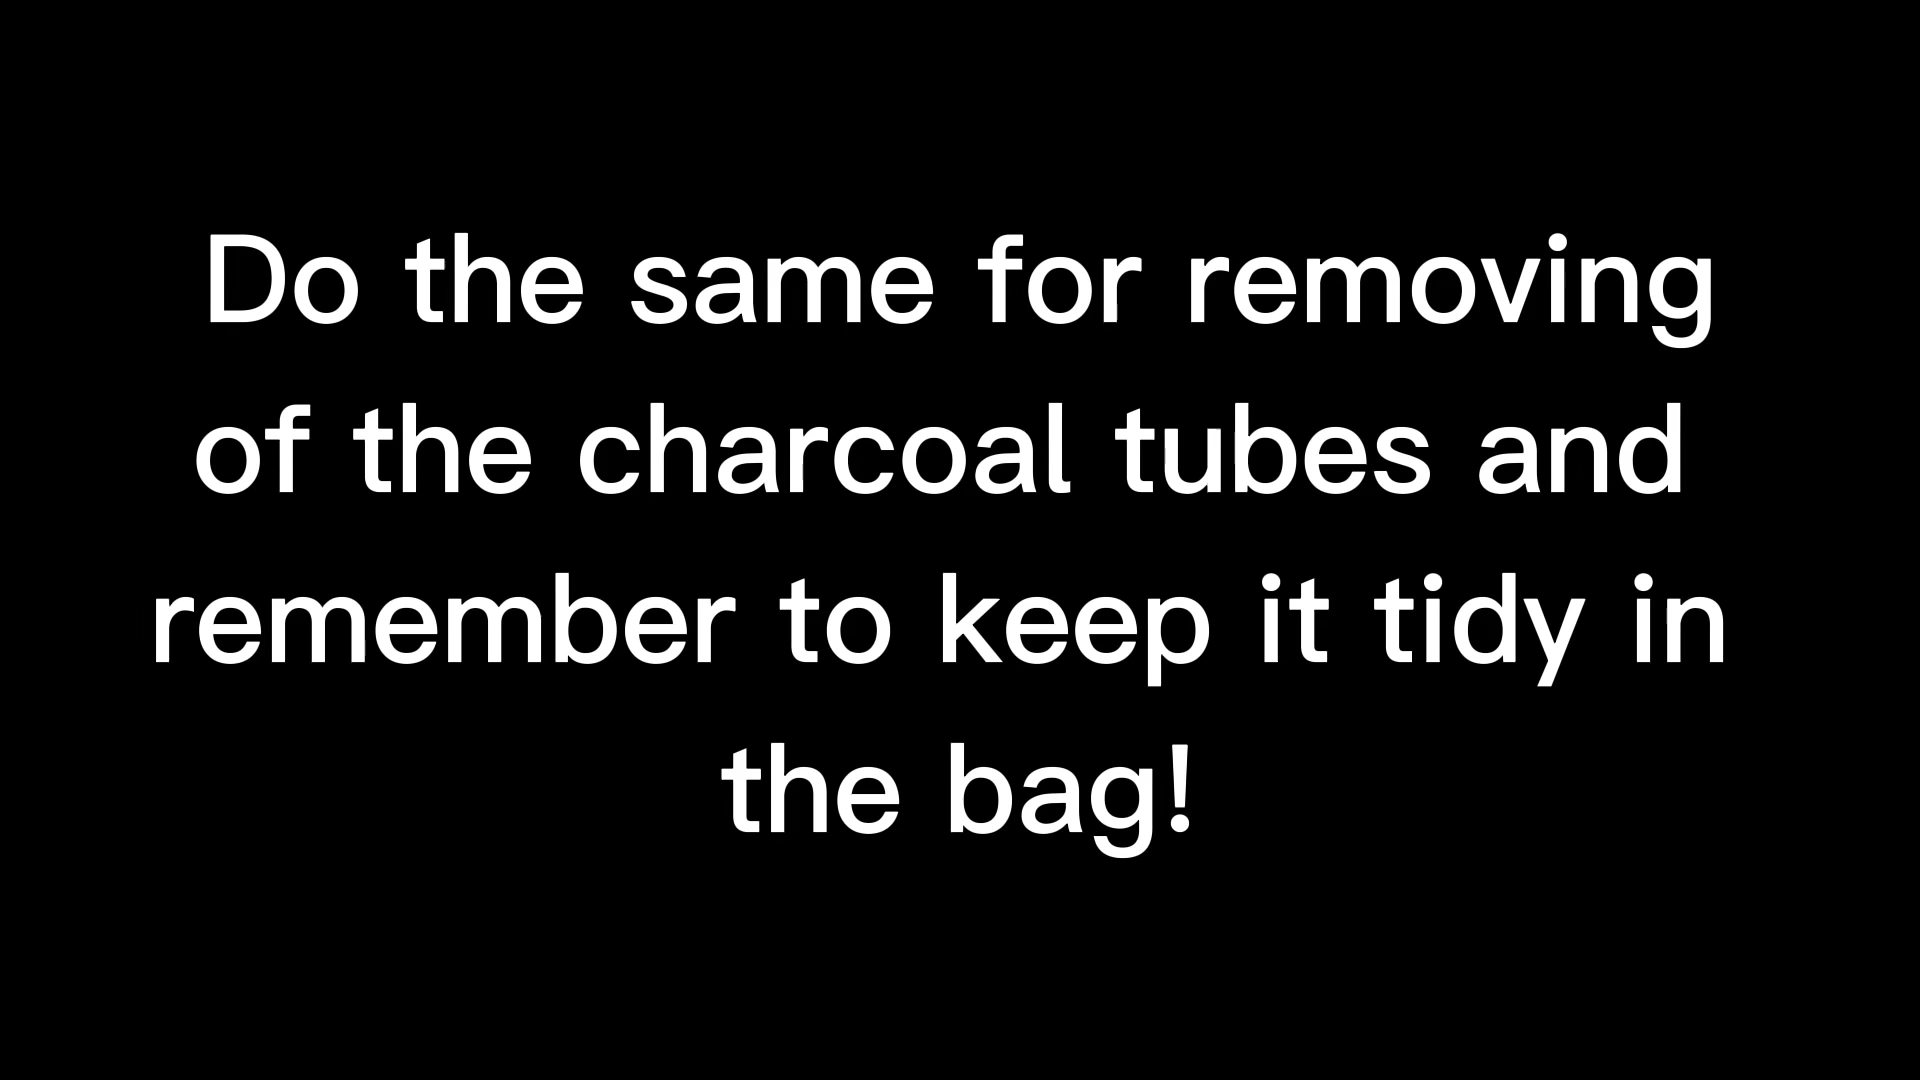 Do the same for removing
of the charcoal tubes and
remember to keep it tidy in
the bag!